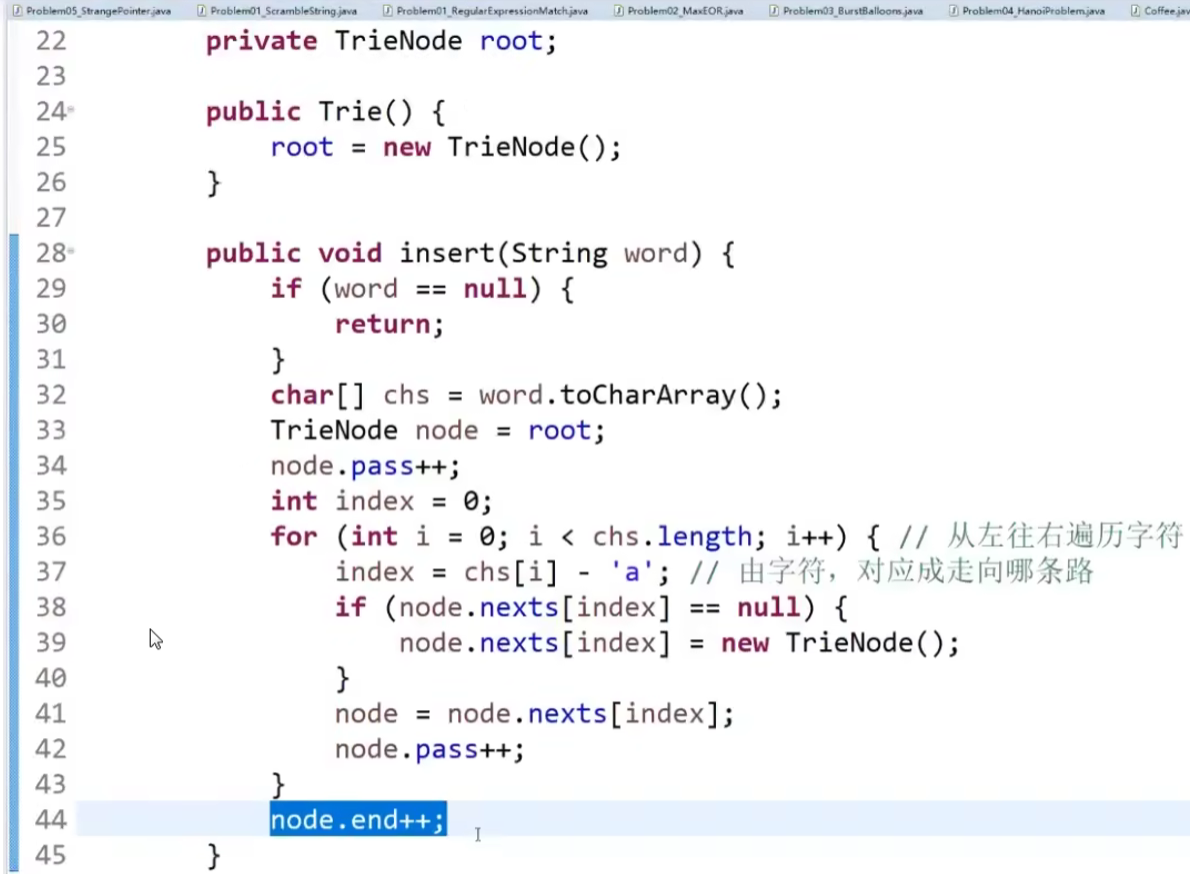 Problem05_StrangePointer.java Problem01_ScrambleString.java Problem01_RegularExpressionMatch.java Problem02_MaxEOR.java Problem03_BurstBalloons.java Problem04_HanoiProblem.java Coffee.jav
22 private TrieNode root;
23
24 public Trie() {
25 root = new TrieNode();
26 }
27
28 public void insert(String word) {
29 if (word == null) {
30 return;
31 }
32 char[] chs = word.toCharArray();
33 TrieNode node = root;
34 node.pass++;
35 int index = 0;
36 for (int i = 0; i < chs.length; i++) { // 从左往右遍历字符
37 index = chs[i] - 'a'; // 由字符，对应成走向哪条路
38 if (node.nexts[index] == null) {
39 node.nexts[index] = new TrieNode();
40 }
41 node = node.nexts[index];
42 node.pass++;
43 }
44 node.end++;
45 }